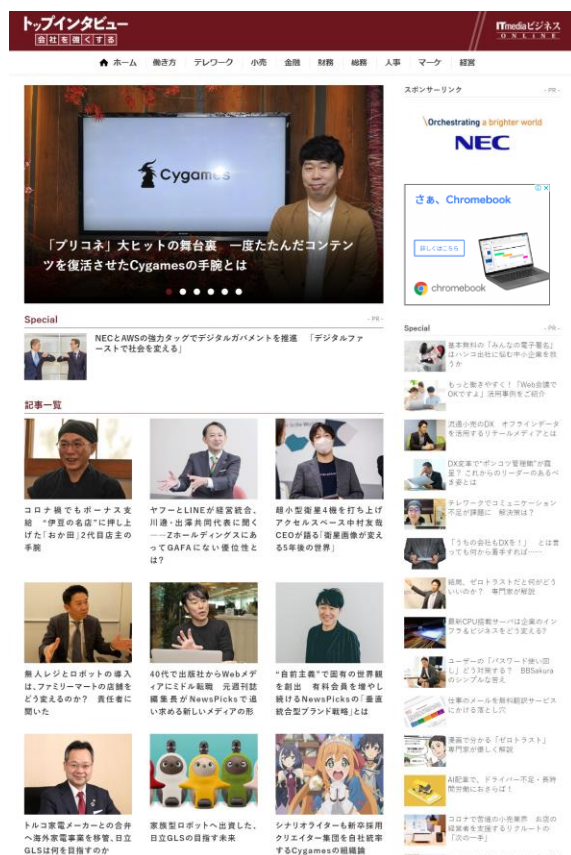 トップインタビュー
会社を強くする
ITmediaビジネス
ONLINE
ホーム 働き方 テレワーク 小売 金融 財務 総務 人事 マーケ 経営
Cygames
「プリコネ」大ヒットの舞台裏 一度たたんだコンテン
ツを復活させたCygamesの手腕とは
Special
- PR -
NECとAWSの強力タッグでデジタルガバメントを推進 「デジタルファ
ーストで社会を変える」
記事一覧
コロナ禍でもボーナス支
給 “伊豆の名店”に押し上
げた「おか田」2代目店主の
手腕
ヤフーとLINEが経営統合、
川邊・出澤共同代表に聞く
――Zホールディングスにあ
ってGAFAにない優位性と
は?
超小型衛星4機を打ち上げ
アクセルスペース中村友哉
CEOが語る「衛星画像が変え
る5年後の世界」
無人レジとロボットの導入
は、ファミリーマートの店舗を
どう変えるのか? 責任者に
聞いた
40代で出版社からWebメデ
ィアにミドル転職 元週刊誌
編集長がNewsPicksで追
い求める新しいメディアの形
“自前主義”で固有の世界観
を創出 有料会員を増やし
続けるNewsPicksの「垂直
統合型ブランド戦略」とは
トルコ家電メーカーとの合弁
へ海外家電事業を移管、日立
GLSは何を目指すのか
家族型ロボットへ出資した、
日立GLSの目指す未来
シナリオライターも新卒採用
クリエイター集団を自社統率
するCygamesの組織論
スポンサーリンク
- PR -
\Orchestrating a brighter world
NEC
さあ、Chromebook
詳しくはこちら
chromebook
Special
- PR -
基本無料の「みんなの電子署名」
はハンコ出社に悩む中小企業を救
うか
もっと働きやすく!「Web会議で
OKですよ」活用事例をご紹介
流通小売のDX オフラインデータ
を活用するリテールメディアとは
DX変革で“ポンコツ管理職”が露
呈? これからのリーダーのあるべ
き姿とは
テレワークでコミュニケーション
不足が課題に 解決策は?
「うちの会社もDXを!」 とは言
っても何から着手すれば……
結局、ゼロトラストだと何がどう
いいのか? 専門家が解説
最新CPU搭載サーバは企業のイン
フラ&ビジネスをどう変える?
ユーザーの「パスワード使い回
し」どう対策する? BBSakura
のシンプルな答え
仕事のメールを無料翻訳サービス
にかける落とし穴
漫画で分かる「ゼロトラスト」
専門家が優しく解説
AI配車で、ドライバー不足・長時
間労働におさらば!
コロナで苦境の小売業界 お店の
経営者を支援するリクルートの
「次の一手」